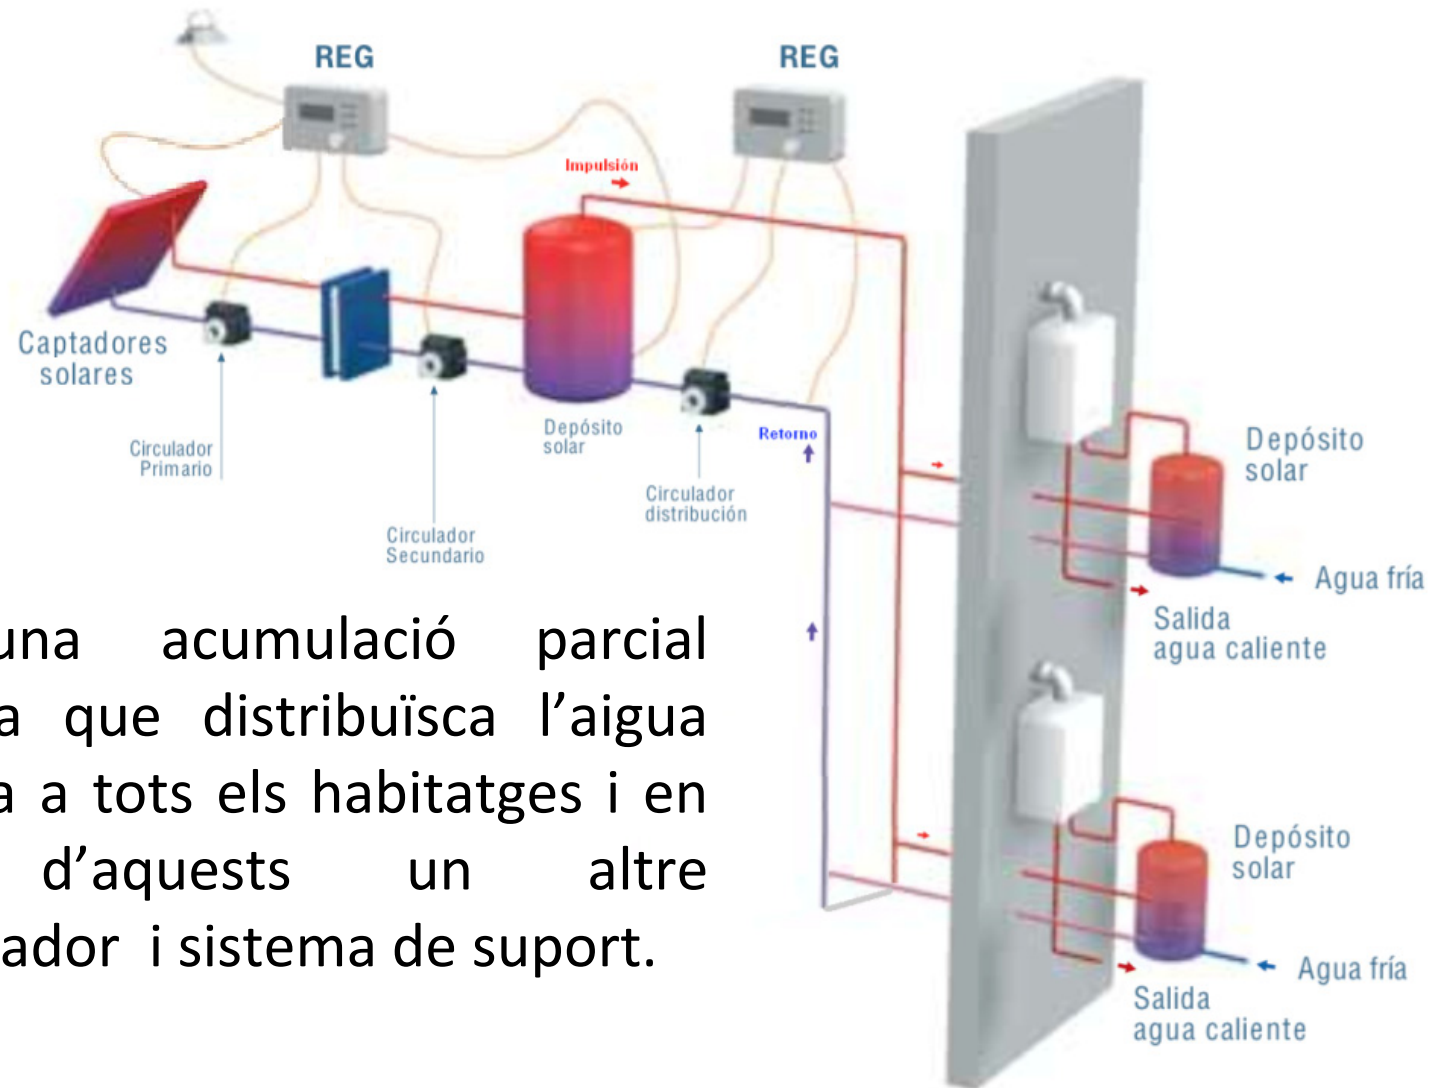 REG
REG
Impulsión
Captadores
solares
Circulador
Primario
Circulador
Secundario
Depósito
solar
Retorno
Circulador
distribución
Depósito
solar
Agua fría
Salida
agua caliente
Depósito
solar
Agua fría
Salida
agua caliente
una acumulació parcial
a que distribuïsca l’aigua
a a tots els habitatges i en
d’aquests un altre
ador i sistema de suport.